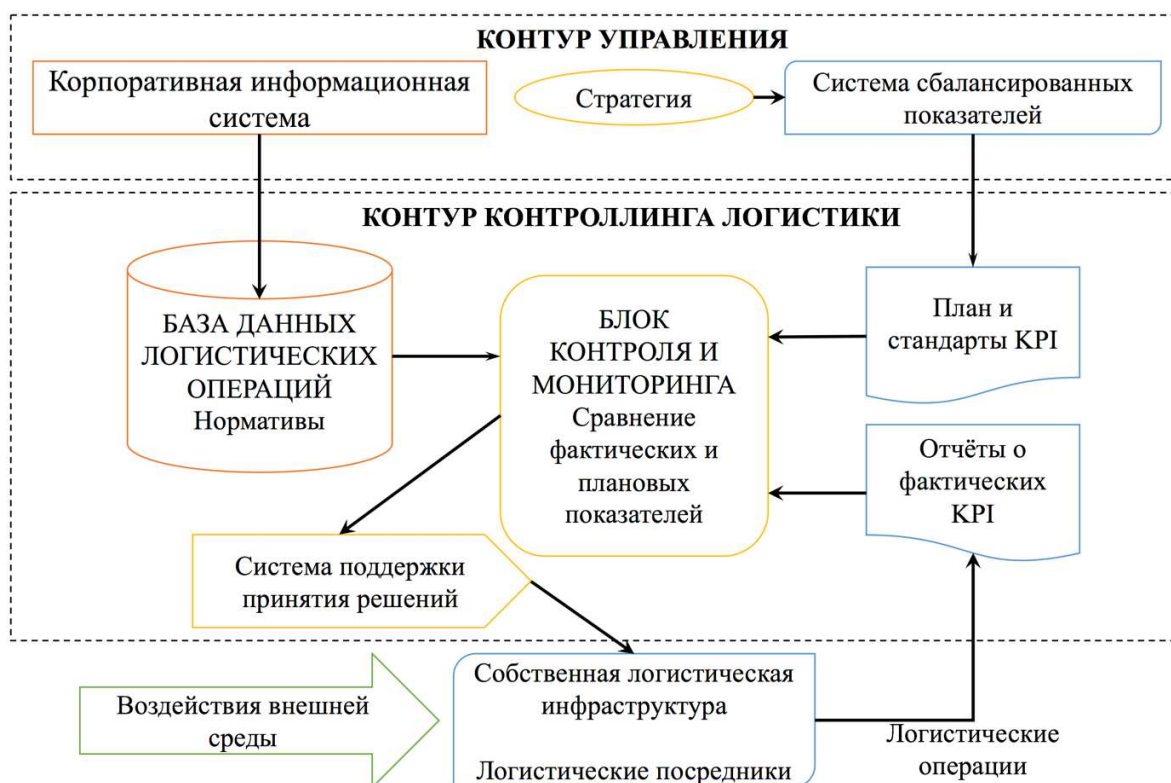 КОНТУР УПРАВЛЕНИЯ
Корпоративная информационная
система
Стратегия
Система сбалансированных
показателей
КОНТУР КОНТРОЛЛИНГА ЛОГИСТИКИ
БАЗА ДАННЫХ
ЛОГИСТИЧЕСКИХ
ОПЕРАЦИЙ
Нормативы
БЛОК
КОНТРОЛЯ И
МОНИТОРИНГА
Сравнение
фактических и
плановых
показателей
План и
стандарты KPI
Отчёты о
фактических
KPI
Система поддержки
принятия решений
Воздействия внешней
среды
Собственная логистическая
инфраструктура
Логистические посредники
Логистические
операции